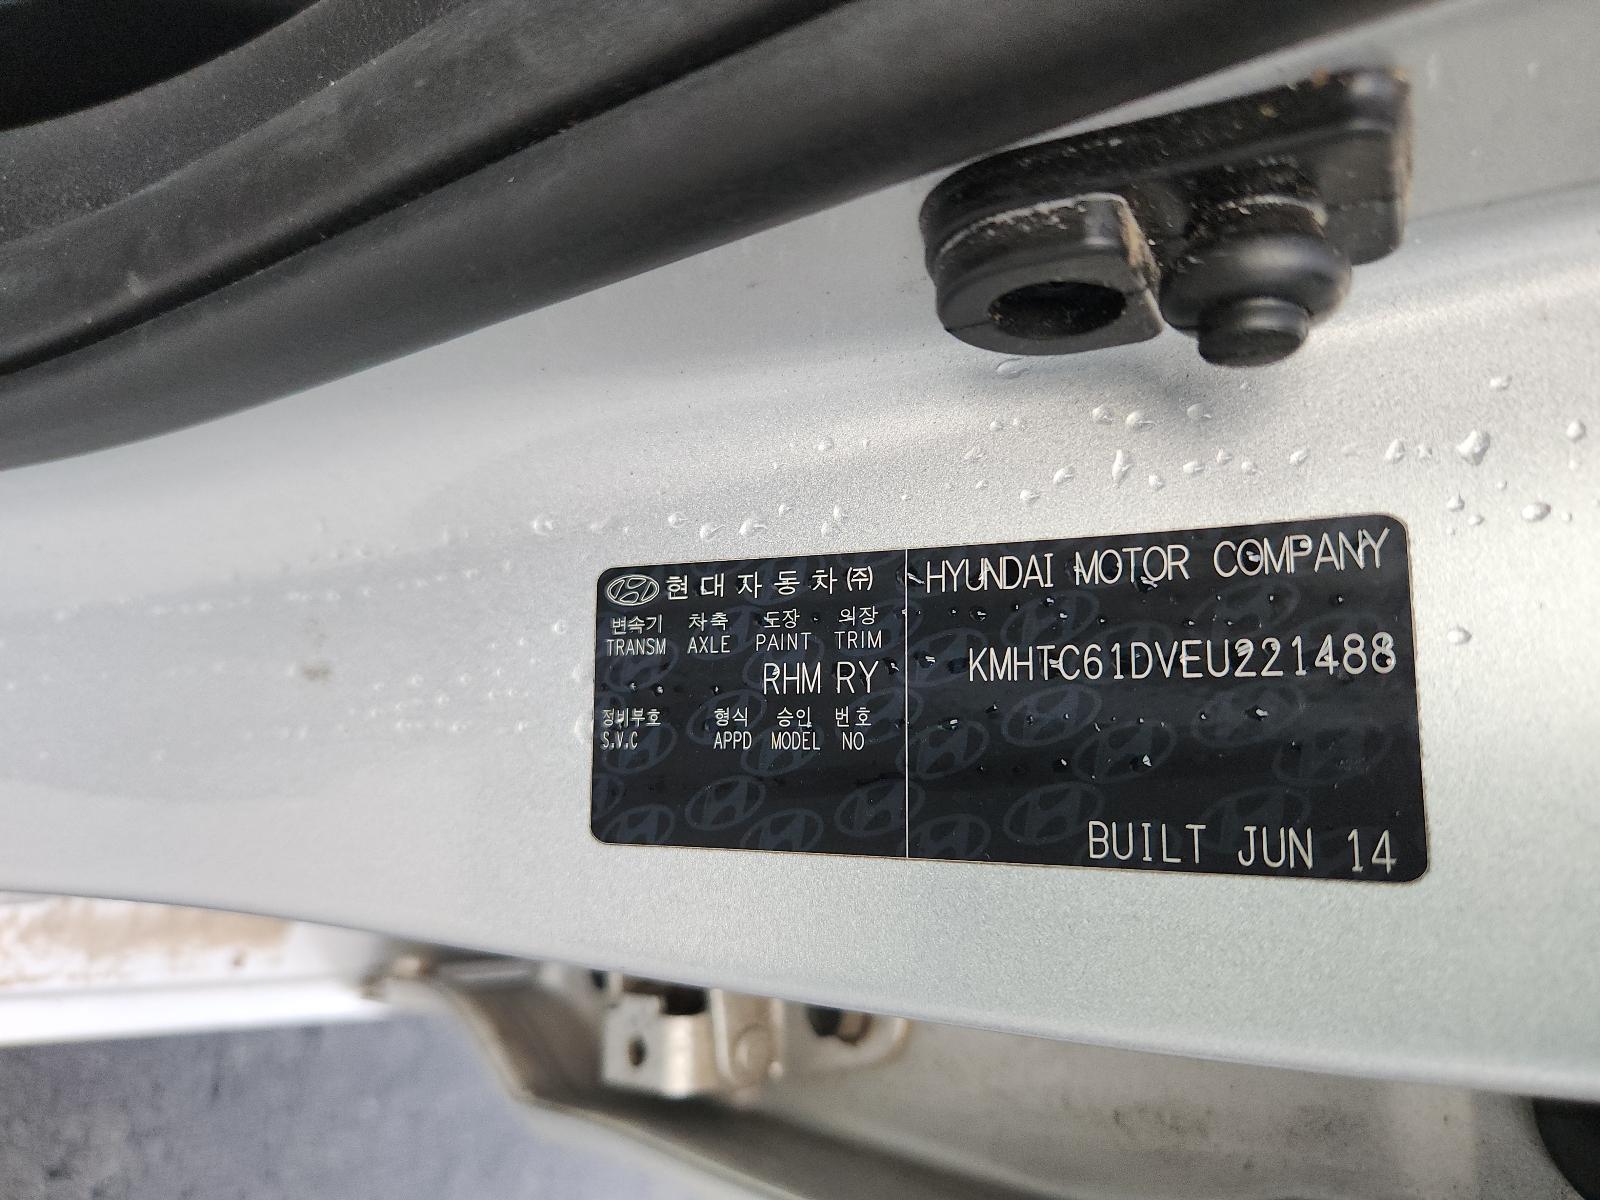 현대자동차㈜
변속기 차축 도장 의장
TRANSM AXLE PAINT TRIM
RHM RY
정비부호 형식 승인 번호
S.V.C APPD MODEL NO
HYUNDAI MOTOR COMPANY
KMHTC61DVEU221488
BUILT JUN 14